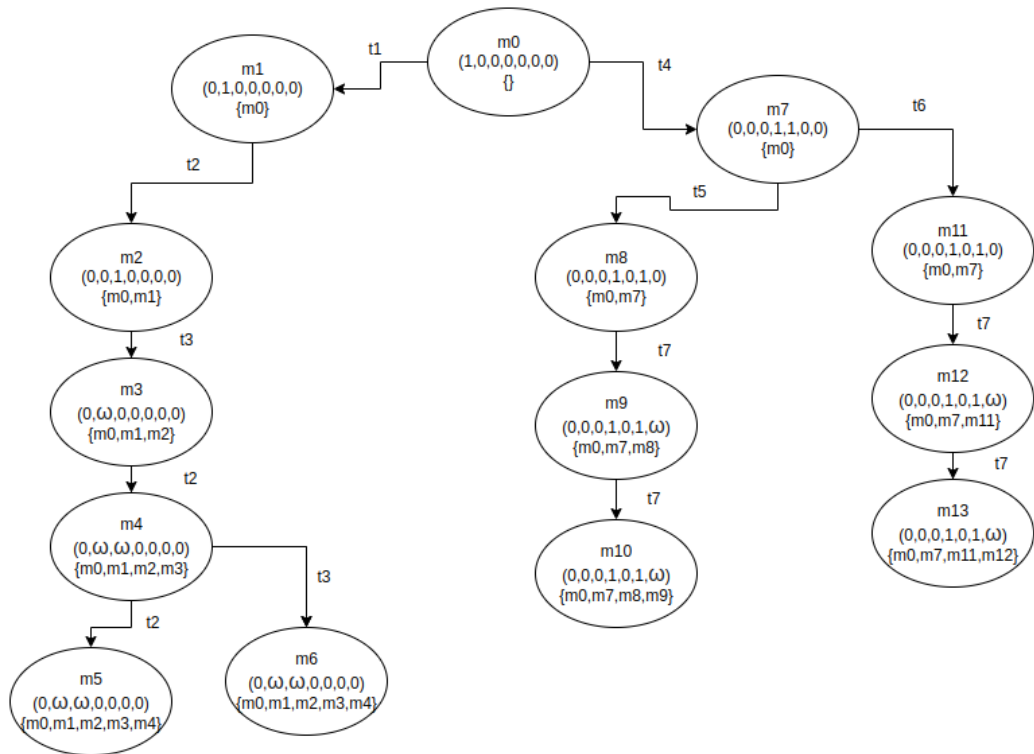 m0
(1,0,0,0,0,0,0)
{}
t1
m1
(0,1,0,0,0,0,0)
{m0}
t4
m7
(0,0,0,1,1,0,0)
{m0}
t6
t2
t5
m2
(0,0,1,0,0,0,0)
{m0,m1}
m8
(0,0,0,1,0,1,0)
{m0,m7}
m11
(0,0,0,1,0,1,0)
{m0,m7}
t3
t7
t7
m3
(0,ω,0,0,0,0,0)
{m0,m1,m2}
m9
(0,0,0,1,0,1,ω)
{m0,m7,m8}
m12
(0,0,0,1,0,1,ω)
{m0,m7,m11}
t2
t7
t7
m4
(0,ω,ω,0,0,0,0)
{m0,m1,m2,m3}
m10
(0,0,0,1,0,1,ω)
{m0,m7,m8,m9}
m13
(0,0,0,1,0,1,ω)
{m0,m7,m11,m12}
t2
t3
m5
(0,ω,ω,0,0,0,0)
{m0,m1,m2,m3,m4}
m6
(0,ω,ω,0,0,0,0)
{m0,m1,m2,m3,m4}